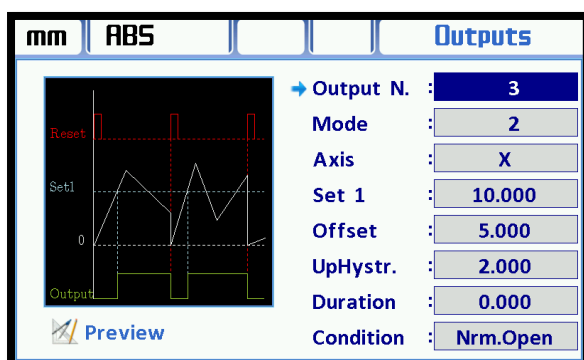 mm ABS Outputs
Output N. : 3
Mode : 2
Axis : X
Set 1 : 10.000
Offset : 5.000
UpHystr. : 2.000
Duration : 0.000
Condition : Nrm.Open
Reset
Set1
0
Output
Preview